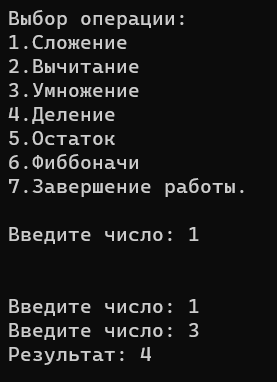 Выбор операции:
1.Сложение
2.Вычитание
3.Умножение
4.Деление
5.Остаток
6.Фиббоначи
7.Завершение работы.
Введите число: 1
Введите число: 1
Введите число: 3
Результат: 4